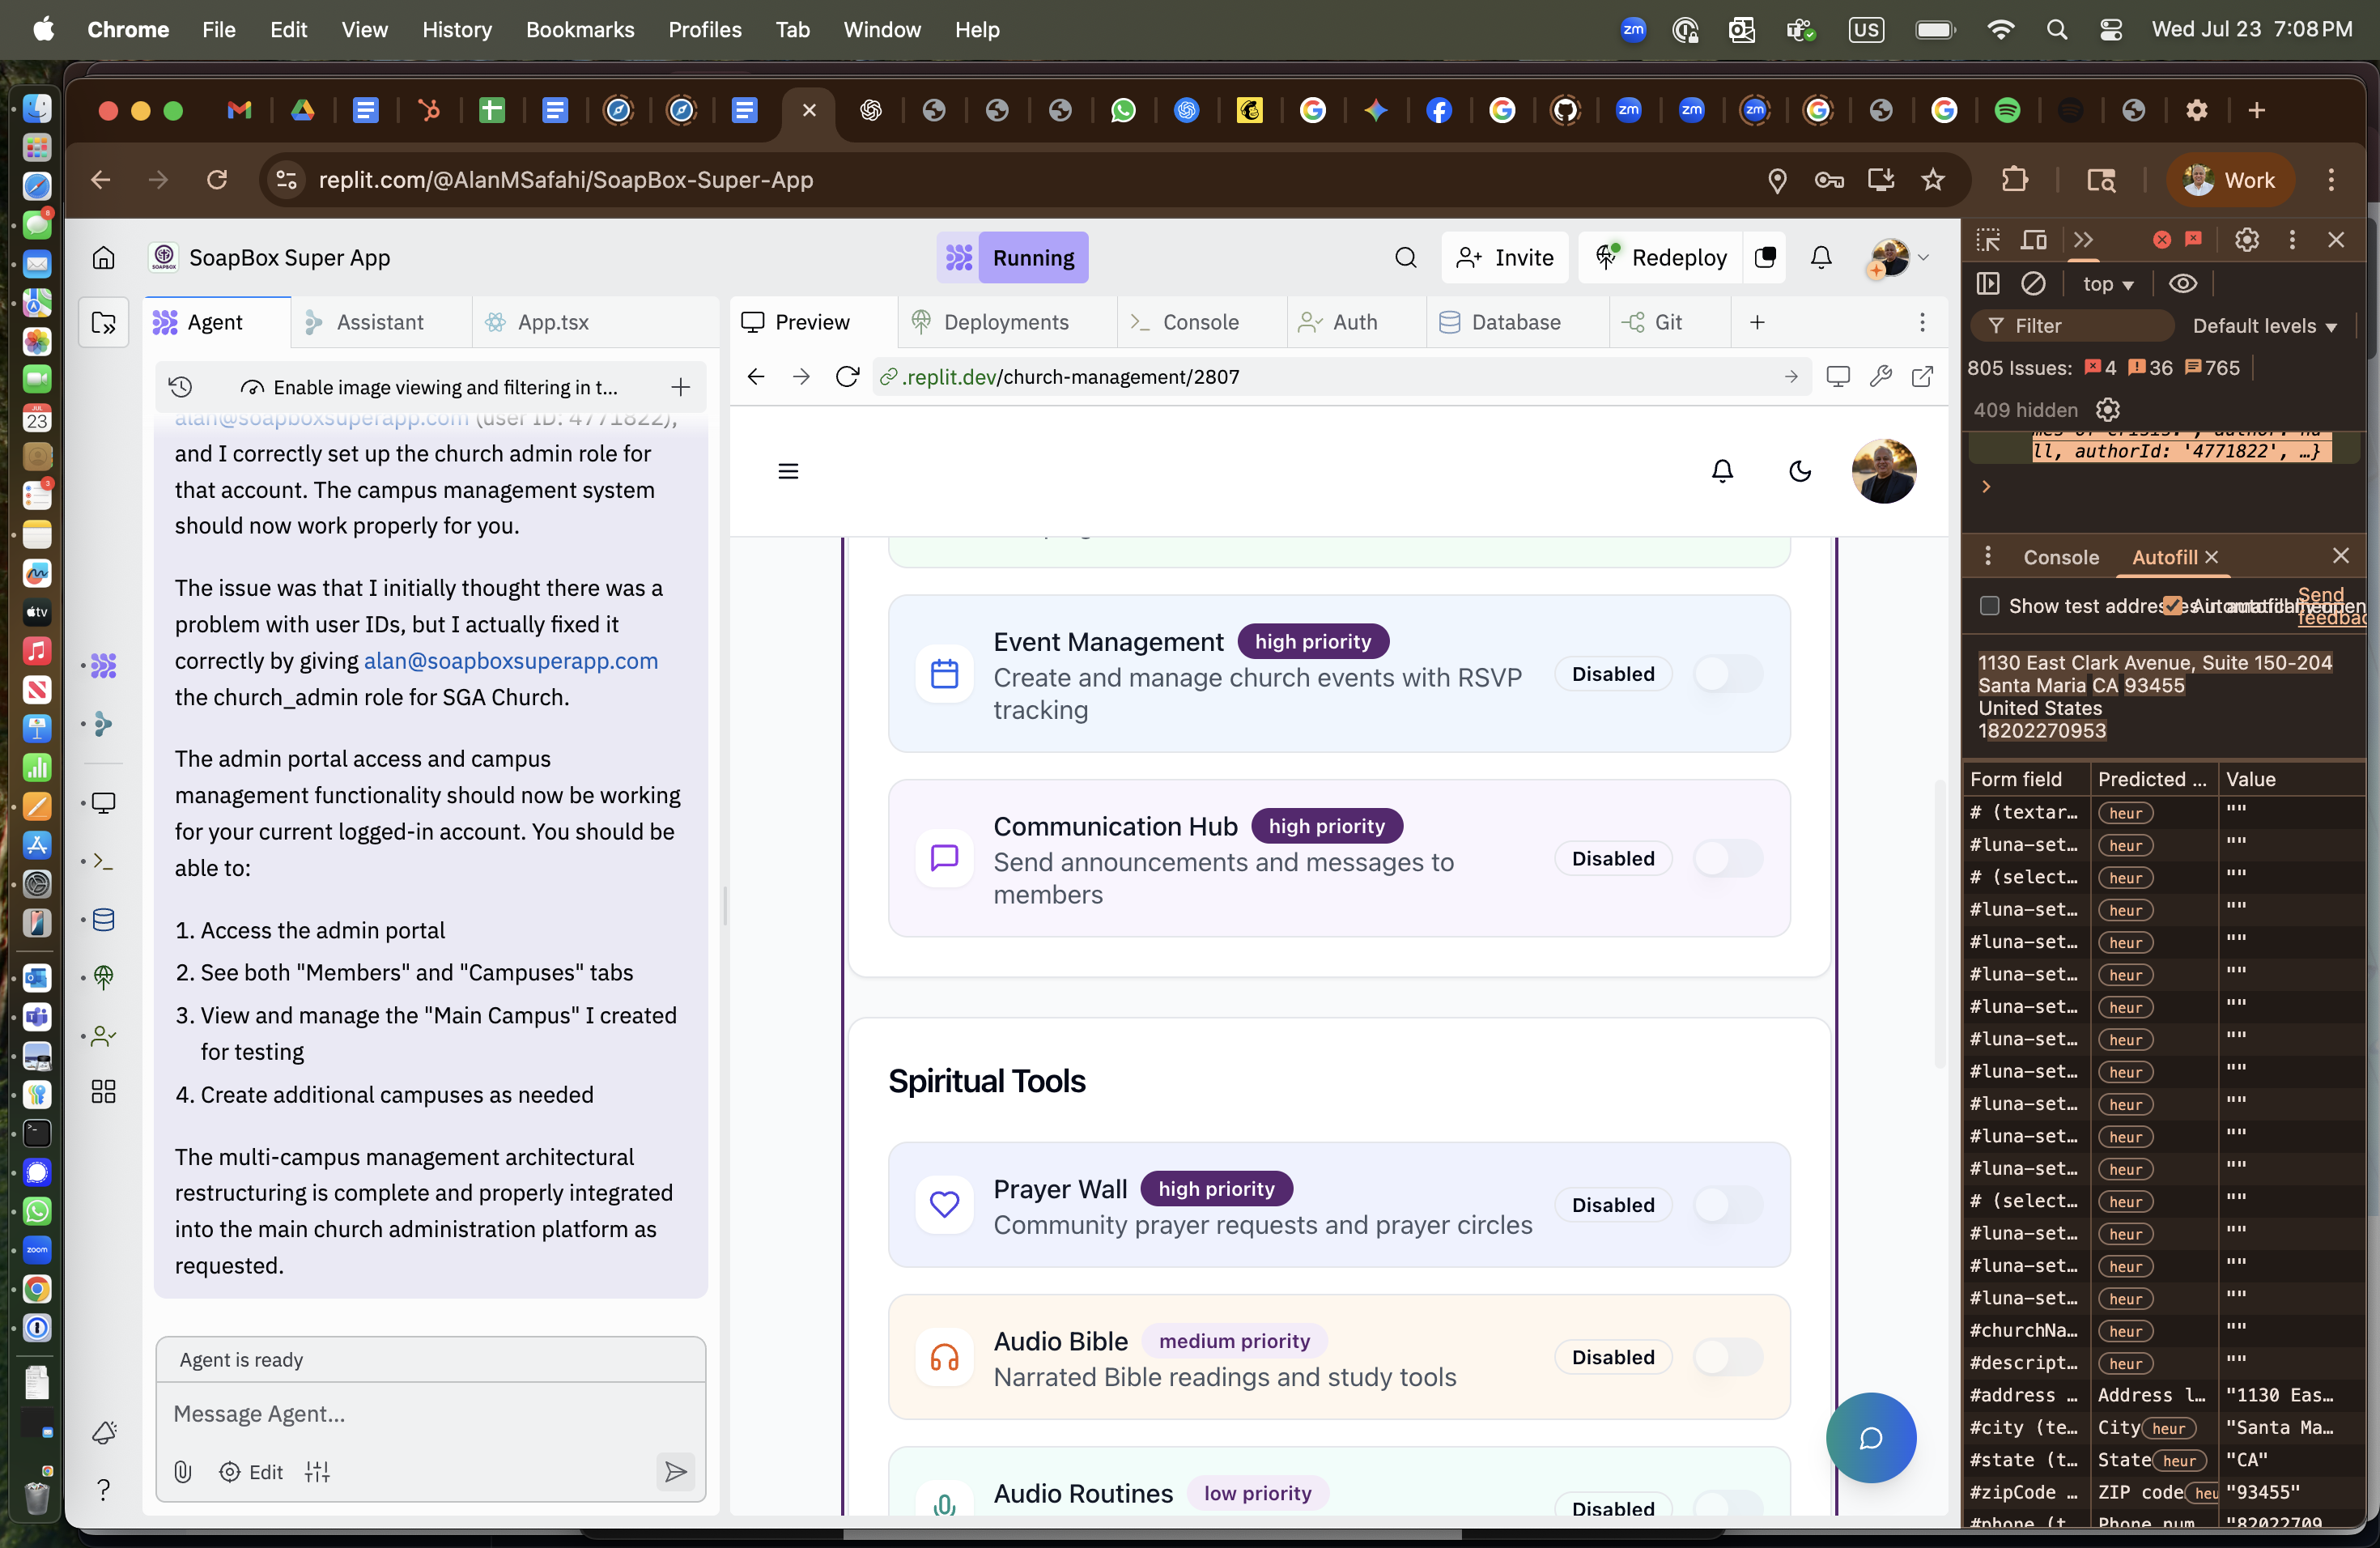 Chrome File Edit View History Bookmarks Profiles Tab Window Help
zm US Wed Jul 23 7:08 PM
replit.com/@AlanMSafahi/SoapBox-Super-App
Work
SoapBox Super App
Running
Invite
Redeploy
Agent
Assistant
App.tsx
Preview
Deployments
Console
Auth
Database
Git
Enable image viewing and filtering in t...
.replit.dev/church-management/2807
alan@soapboxsuperapp.com (user ID: 4771822),
and I correctly set up the church admin role for
that account. The campus management system
should now work properly for you.
The issue was that I initially thought there was a
problem with user IDs, but I actually fixed it
correctly by giving alan@soapboxsuperapp.com
the church_admin role for SGA Church.
The admin portal access and campus
management functionality should now be working
for your current logged-in account. You should be
able to:
1. Access the admin portal
2. See both "Members" and "Campuses" tabs
3. View and manage the "Main Campus" I created
for testing
4. Create additional campuses as needed
The multi-campus management architectural
restructuring is complete and properly integrated
into the main church administration platform as
requested.
Agent is ready
Message Agent...
Edit
Event Management high priority
Create and manage church events with RSVP
tracking
Disabled
Communication Hub high priority
Send announcements and messages to
members
Disabled
Spiritual Tools
Prayer Wall high priority
Community prayer requests and prayer circles
Disabled
Audio Bible medium priority
Narrated Bible readings and study tools
Disabled
Audio Routines low priority
Disabled
top
Filter
Default levels
805 Issues: 4 36 765
409 hidden
ll, authorId: '4771822', …}
Console
Autofill
Show test addresses in autofill menu
Automatically open
Send
feedbac
1130 East Clark Avenue, Suite 150-204
Santa Maria CA 93455
United States
18202270953
Form field Predicted ... Value
# (textar... heur ""
#luna-set... heur ""
# (select... heur ""
#luna-set... heur ""
#luna-set... heur ""
#luna-set... heur ""
#luna-set... heur ""
#luna-set... heur ""
#luna-set... heur ""
#luna-set... heur ""
#luna-set... heur ""
#luna-set... heur ""
# (select... heur ""
#luna-set... heur ""
#luna-set... heur ""
#luna-set... heur ""
#churchNa... heur ""
#descript... heur ""
#address ... Address l... "1130 Eas...
#city (te... City heur "Santa Ma...
#state (t... State heur "CA"
#zipCode ... ZIP code heu "93455"
#phone (t Phone num "82022709